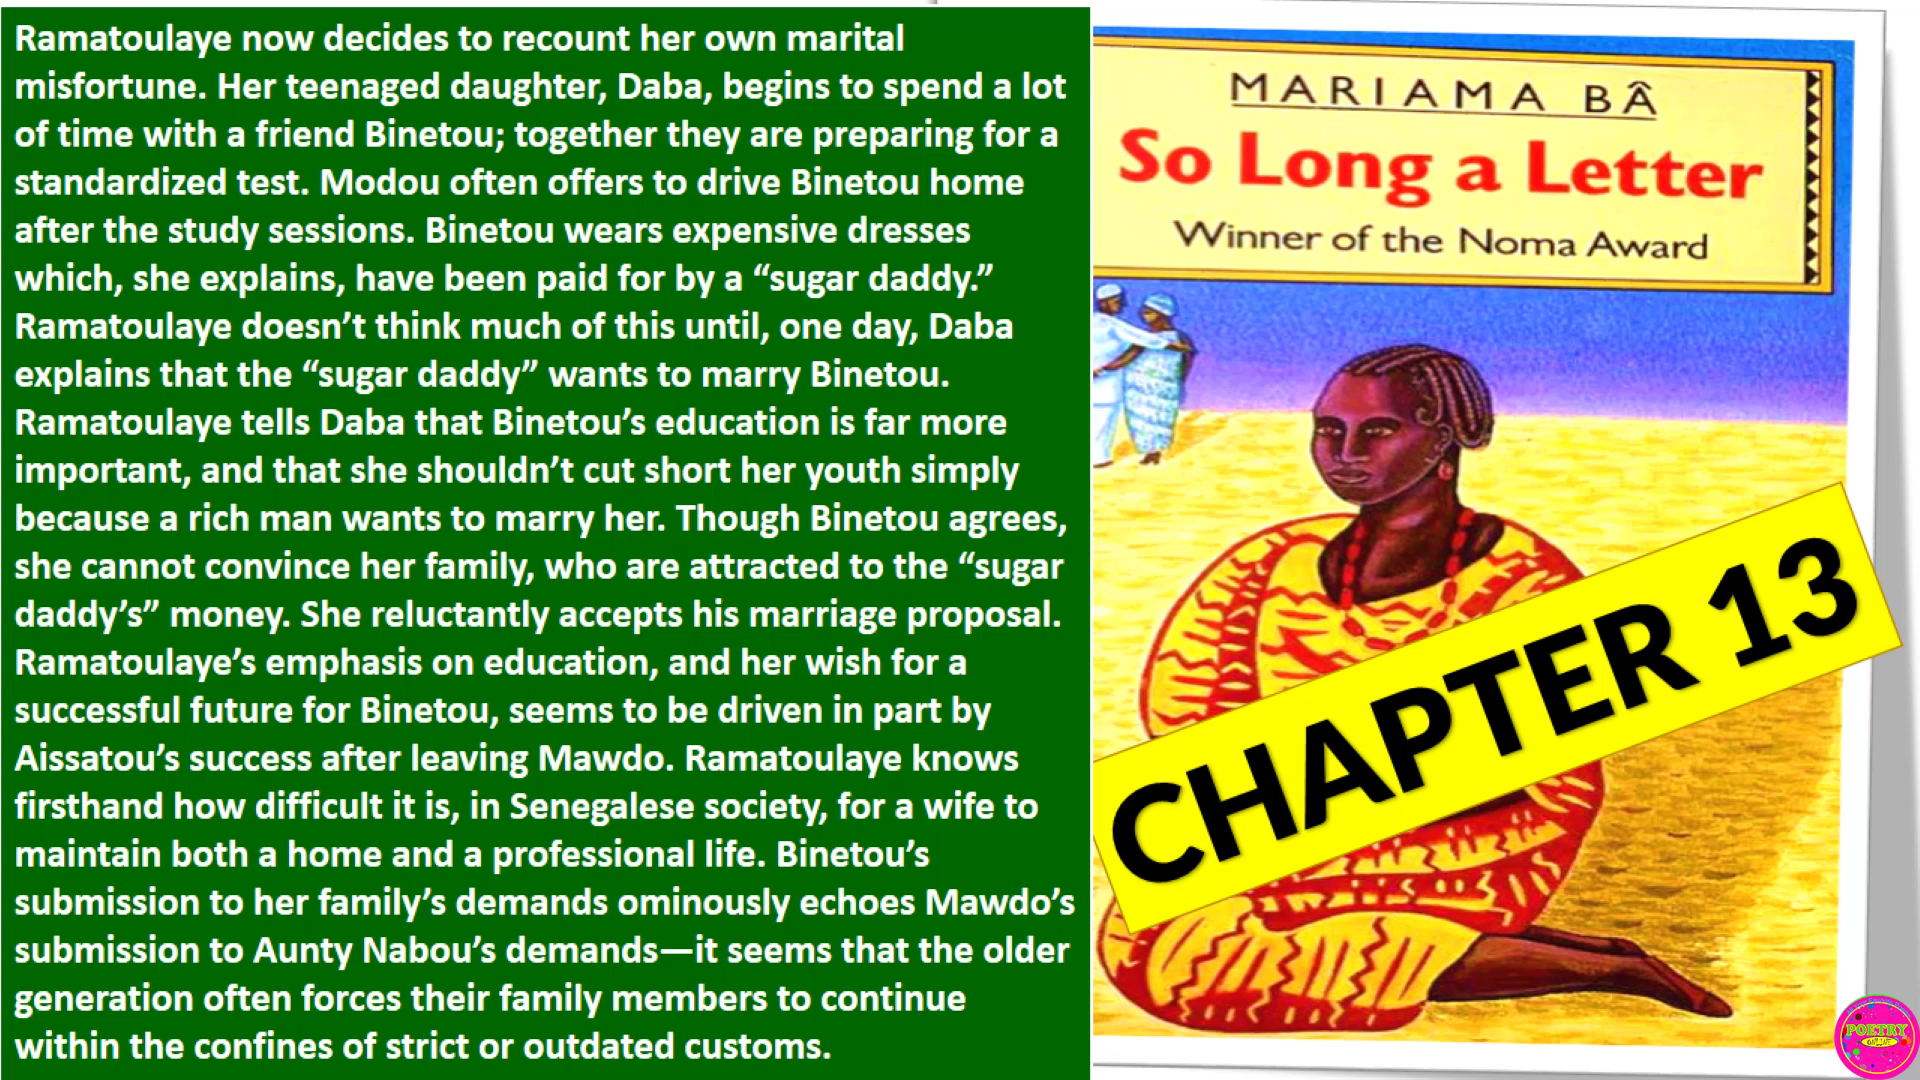 Ramatoulaye now decides to recount her own marital
misfortune. Her teenaged daughter, Daba, begins to spend a lot
of time with a friend Binetou; together they are preparing for a
standardized test. Modou often offers to drive Binetou home
after the study sessions. Binetou wears expensive dresses
which, she explains, have been paid for by a “sugar daddy.”
Ramatoulaye doesn’t think much of this until, one day, Daba
explains that the “sugar daddy” wants to marry Binetou.
Ramatoulaye tells Daba that Binetou’s education is far more
important, and that she shouldn’t cut short her youth simply
because a rich man wants to marry her. Though Binetou agrees,
she cannot convince her family, who are attracted to the “sugar
daddy’s” money. She reluctantly accepts his marriage proposal.
Ramatoulaye’s emphasis on education, and her wish for a
successful future for Binetou, seems to be driven in part by
Aissatou’s success after leaving Mawdo. Ramatoulaye knows
firsthand how difficult it is, in Senegalese society, for a wife to
maintain both a home and a professional life. Binetou’s
submission to her family’s demands ominously echoes Mawdo’s
submission to Aunty Nabou’s demands—it seems that the older
generation often forces their family members to continue
within the confines of strict or outdated customs.
MARIAMA BÂ
So Long a Letter
Winner of the Noma Award
CHAPTER 13
POETRY
ONLINE